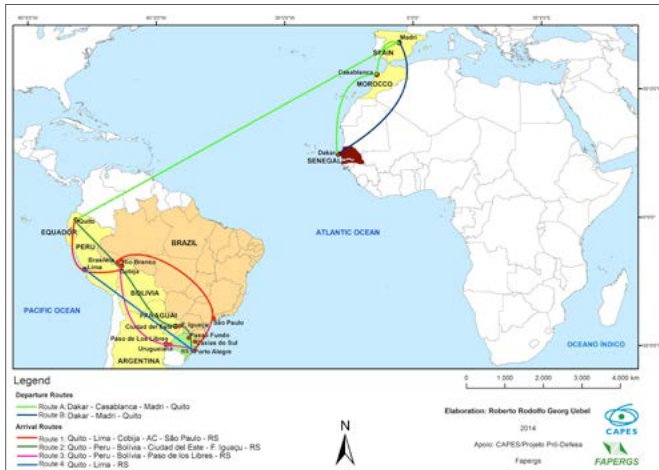 Madri
SPAIN
Casablanca
MOROCCO
Dakar
SENEGAL
Quito
EQUADOR
PERU
BRAZIL
ATLANTIC OCEAN
Brasileia
Rio Branco
Lima
Cobija
BOLIVIA
PACIFIC OCEAN
PARAGUAI
São Paulo
Ciudad del Este
F. Iguaçu
OCEANO ÍNDICO
Passo Fundo
Paso de Los Libres
Caxias do Sul
Uruguaiana
RS
Porto Alegre
ARGENTINA
0 1.000 2.000 3.000 4.000 km
Legend
Departure Routes
Route A: Dakar - Casablanca - Madri - Quito
Route B: Dakar - Madri - Quito
Arrival Routes
Route 1: Quito - Lima - Cobija - AC - São Paulo - RS
Route 2: Quito - Peru - Bolívia - Ciudad del Este - F. Iguaçu - RS
Route 3: Quito - Peru - Bolívia - Paso de los Libres - RS
Route 4: Quito - Lima - RS
N
Elaboration: Roberto Rodolfo Georg Uebel
2014
Apoio: CAPES/Projeto Pró-Defesa
Fapergs
CAPES
FAPERGS